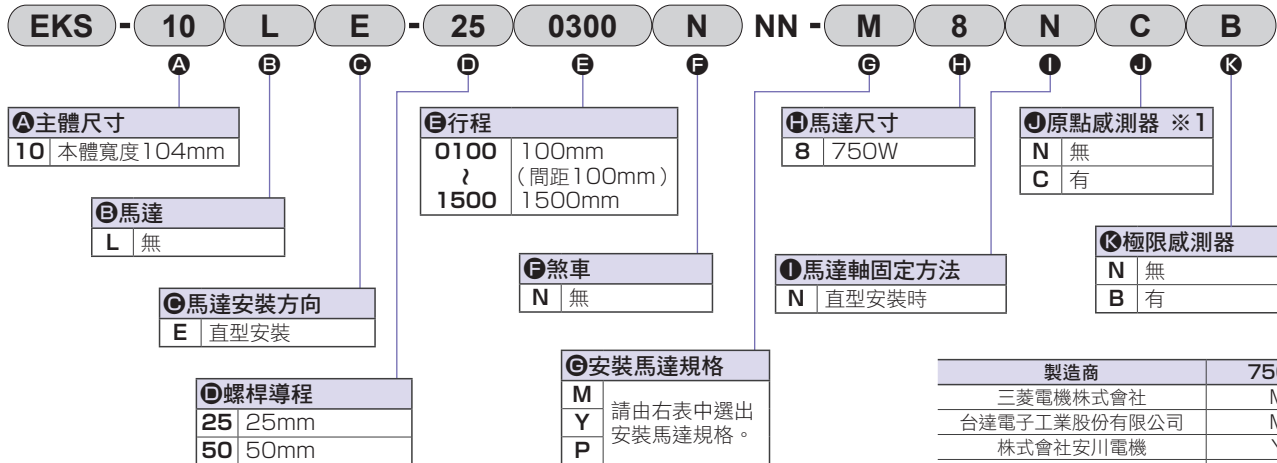 EKS - 10 L E - 25 0300 N NN - M 8 N C B
A B C D E F G H I J K
A主體尺寸
10 本體寬度104mm
B馬達
L 無
C馬達安裝方向
E 直型安裝
D螺桿導程
25 25mm
50 50mm
E行程
0100 100mm
~ (間距100mm)
1500 1500mm
F煞車
N 無
G安裝馬達規格
M
Y
P
請由右表中選出
安裝馬達規格。
H馬達尺寸
8 750W
I馬達軸固定方法
N 直型安裝時
J原點感測器 ※1
N 無
C 有
K極限感測器
N 無
B 有
製造商
三菱電機株式會社
台達電子工業股份有限公司
株式會社安川電機